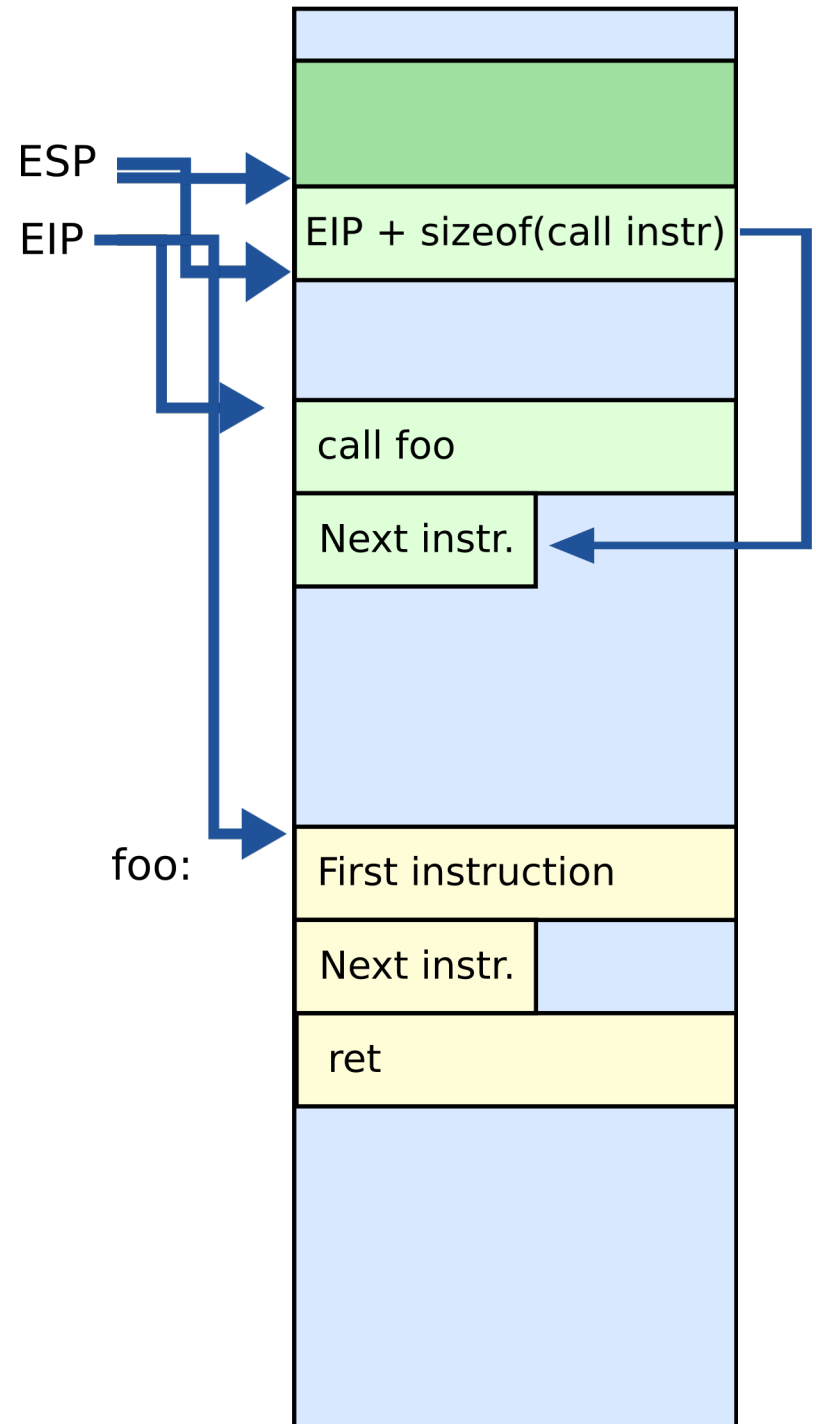 ESP
EIP
EIP + sizeof(call instr)
call foo
Next instr.
foo:
First instruction
Next instr.
ret